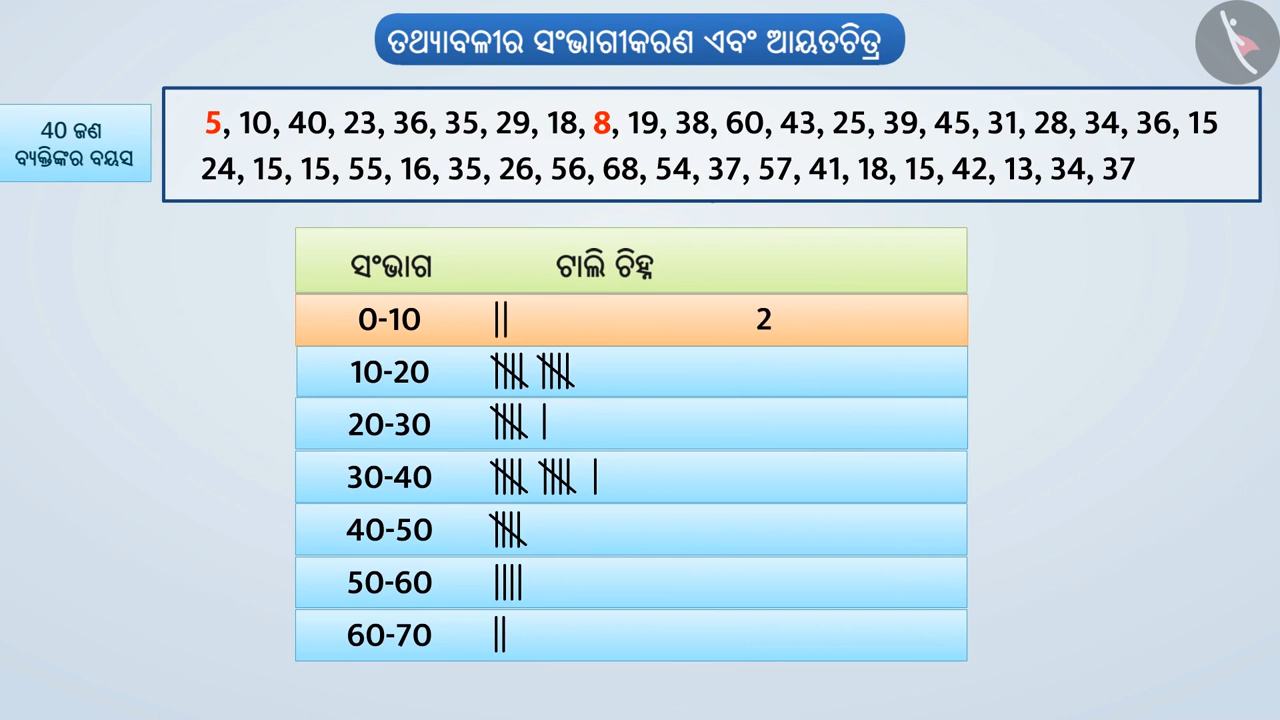 ତଥ୍ୟାବଳୀର ସଂଭାଗୀକରଣ ଏବଂ ଆୟତଚିତ୍ର
40 ଜଣ
ବ୍ୟକ୍ତିଙ୍କର ବୟସ
5, 10, 40, 23, 36, 35, 29, 18, 8, 19, 38, 60, 43, 25, 39, 45, 31, 28, 34, 36, 15
24, 15, 15, 55, 16, 35, 26, 56, 68, 54, 37, 57, 41, 18, 15, 42, 13, 34, 37
ସଂଭାଗ ଟାଲି ଚିହ୍ନ
0-10 2
10-20
20-30
30-40
40-50
50-60
60-70